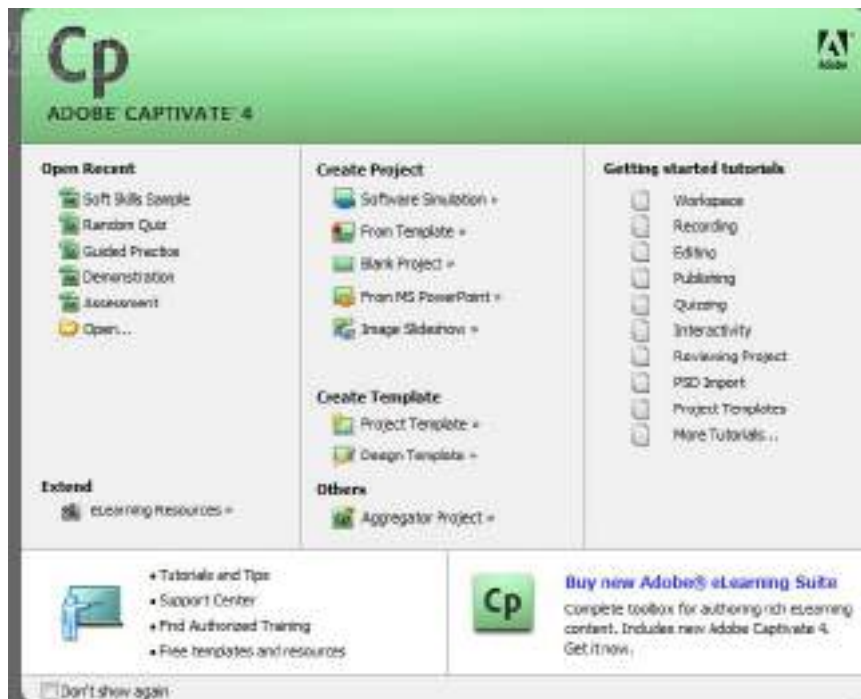 Cp
ADOBE CAPTIVATE 4
Adobe
Open Recent
Soft Skills Sample
Random Quiz
Guided Practice
Demonstration
Assessment
Open...
Extend
eLearning Resources »
Create Project
Software Simulation »
From Template »
Blank Project »
From MS PowerPoint »
Image Slideshow »
Create Template
Project Template »
Design Template »
Others
Aggregator Project »
Getting started tutorials
Workspace
Recording
Editing
Publishing
Quizzing
Interactivity
Reviewing Project
PSD Import
Project Templates
More Tutorials...
• Tutorials and Tips
• Support Center
• Find Authorized Training
• Free templates and resources
Cp
Buy new Adobe® eLearning Suite
Complete toolbox for authoring rich eLearning
content. Includes new Adobe Captivate 4.
Get it now.
Don't show again